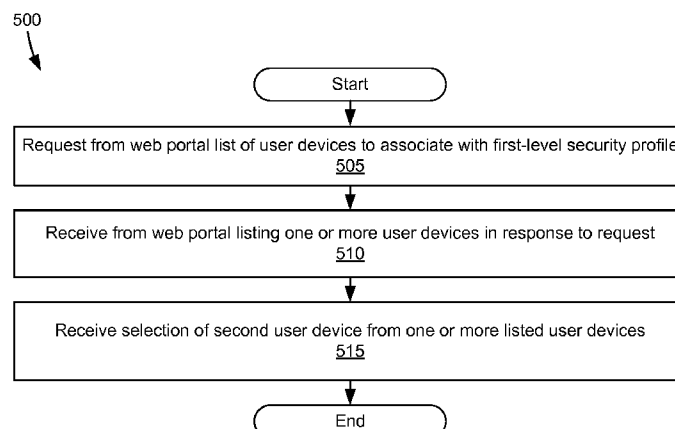 500
Start
Request from web portal list of user devices to associate with first-level security profile
505
Receive from web portal listing one or more user devices in response to request
510
Receive selection of second user device from one or more listed user devices
515
End